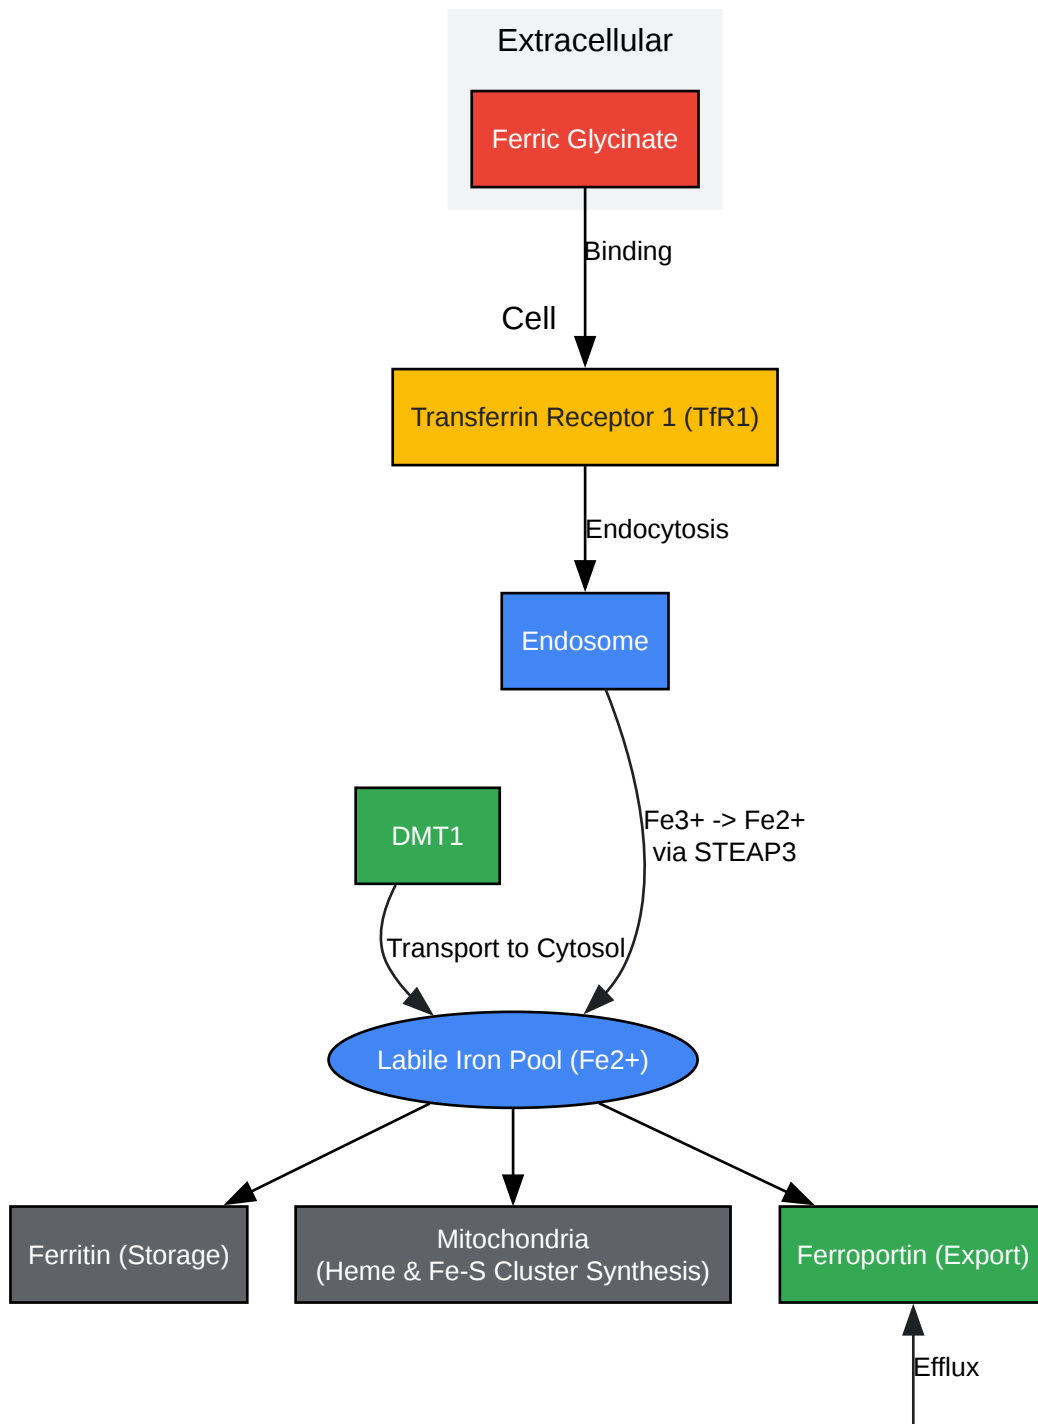 Extracellular
Ferric Glycinate
Binding
Cell
Transferrin Receptor 1 (TfR1)
Endocytosis
Endosome
Fe3+ -> Fe2+
via STEAP3
DMT1
Transport to Cytosol
Labile Iron Pool (Fe2+)
Ferritin (Storage)
Mitochondria
(Heme & Fe-S Cluster Synthesis)
Ferroportin (Export)
Efflux